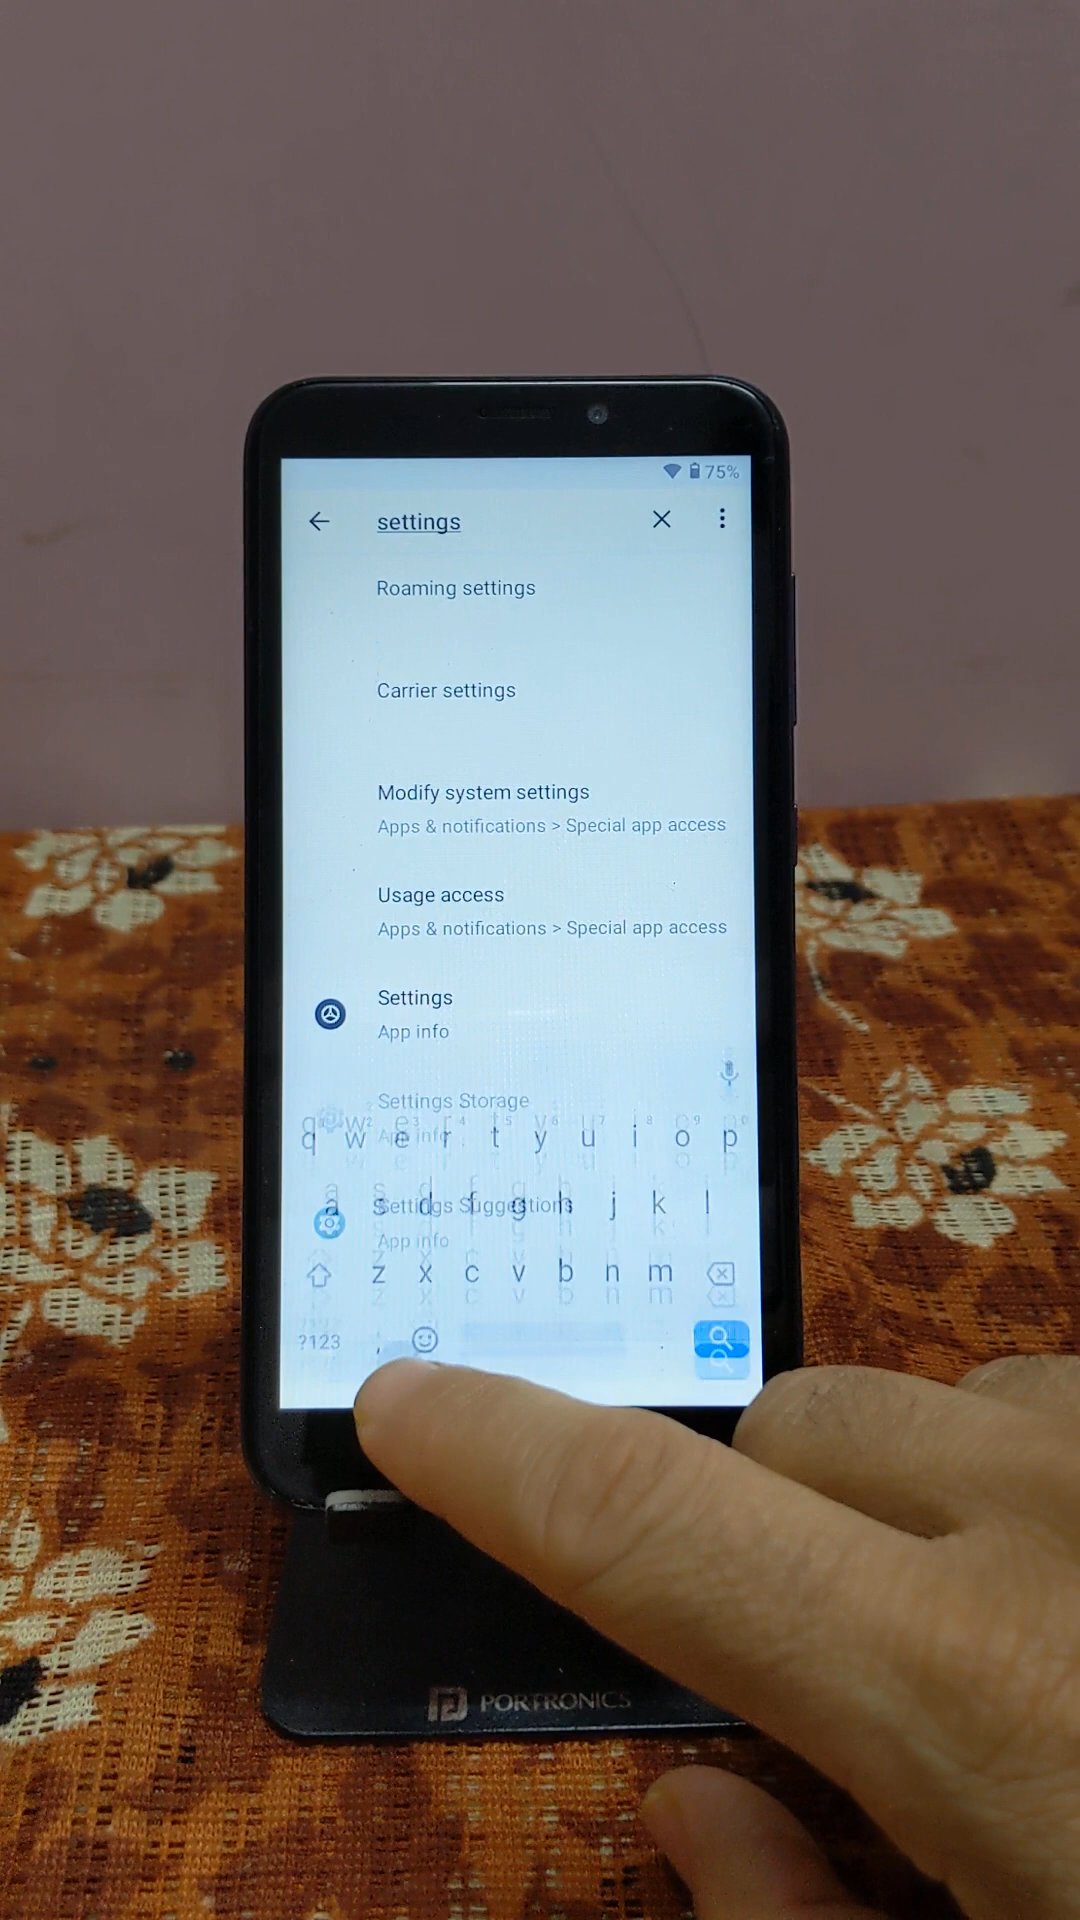 75%
settings
Roaming settings
Carrier settings
Modify system settings
Apps & notifications > Special app access
Usage access
Apps & notifications > Special app access
Settings
App info
Settings Storage
App info
q w e r t y u i o p
Settings Suggestions
a s d f g h j k l
App info
z x c v b n m
?123 , .
PORTRONICS